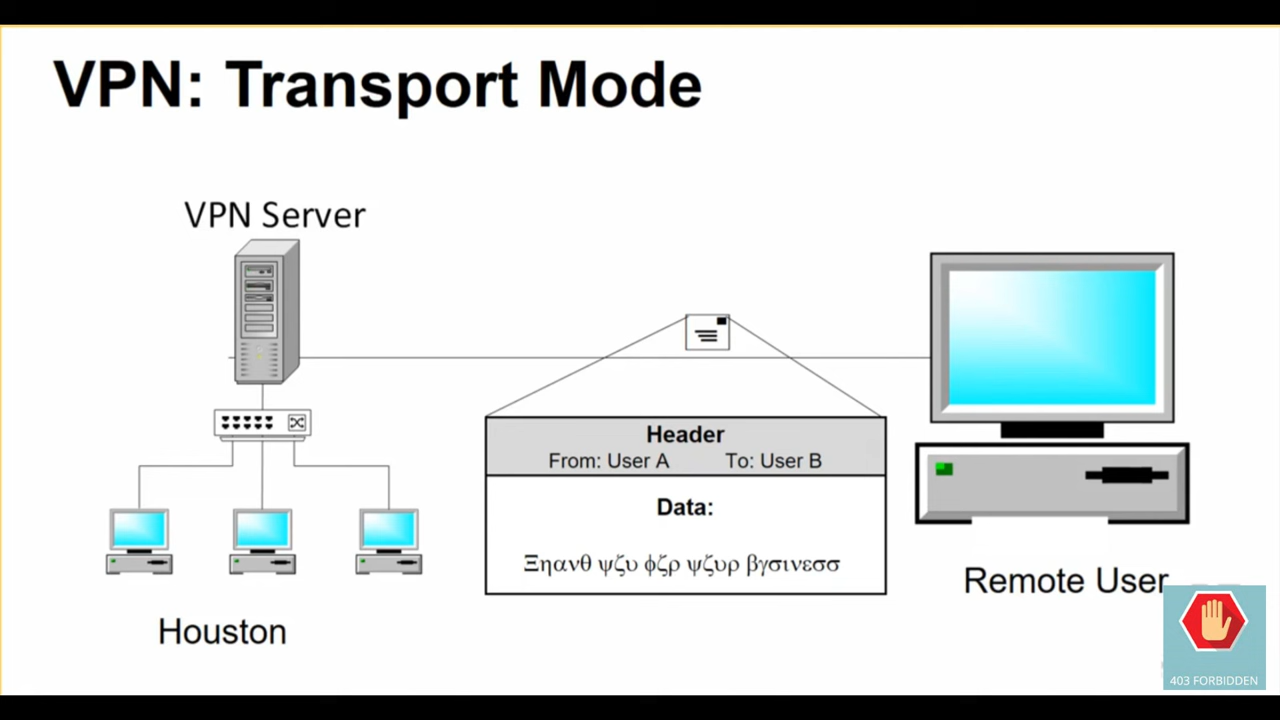 VPN: Transport Mode
VPN Server
Header
From: User A To: User B
Data:
Ξηανθ ψζυ φζρ ψζυρ βγσινεσσ
Remote User
Houston
403 FORBIDDEN